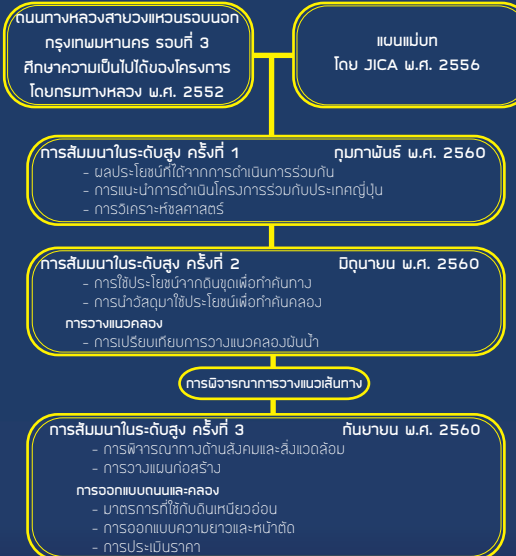 ถนนทางหลวงสายวงแหวนรอบนอก
กรุงเทพมหานคร รอบที่ 3
ศึกษาความเป็นไปได้ของโครงการ
โดยกรมทางหลวง พ.ศ. 2552
แผนแม่บท
โดย JICA พ.ศ. 2556
การสัมมนาในระดับสูง ครั้งที่ 1 กุมภาพันธ์ พ.ศ. 2560
- ผลประโยชน์ที่ได้จากการดำเนินการร่วมกัน
- การแนะนำการดำเนินโครงการร่วมกับประเทศญี่ปุ่น
- การวิเคราะห์ชลศาสตร์
การสัมมนาในระดับสูง ครั้งที่ 2 มิถุนายน พ.ศ. 2560
- การใช้ประโยชน์จากดินขุดเพื่อทำคันทาง
- การนำวัสดุมาใช้ประโยชน์เพื่อทำคันคลอง
การวางแนวคลอง
- การเปรียบเทียบการวางแนวคลองผันน้ำ
การพิจารณาการวางแนวเส้นทาง
การสัมมนาในระดับสูง ครั้งที่ 3 กันยายน พ.ศ. 2560
- การพิจารณาทางด้านสังคมและสิ่งแวดล้อม
- การวางแผนก่อสร้าง
การออกแบบถนนและคลอง
- มาตรการที่ใช้กับดินเหนียวอ่อน
- การออกแบบความยาวและหน้าตัด
- การประเมินราคา